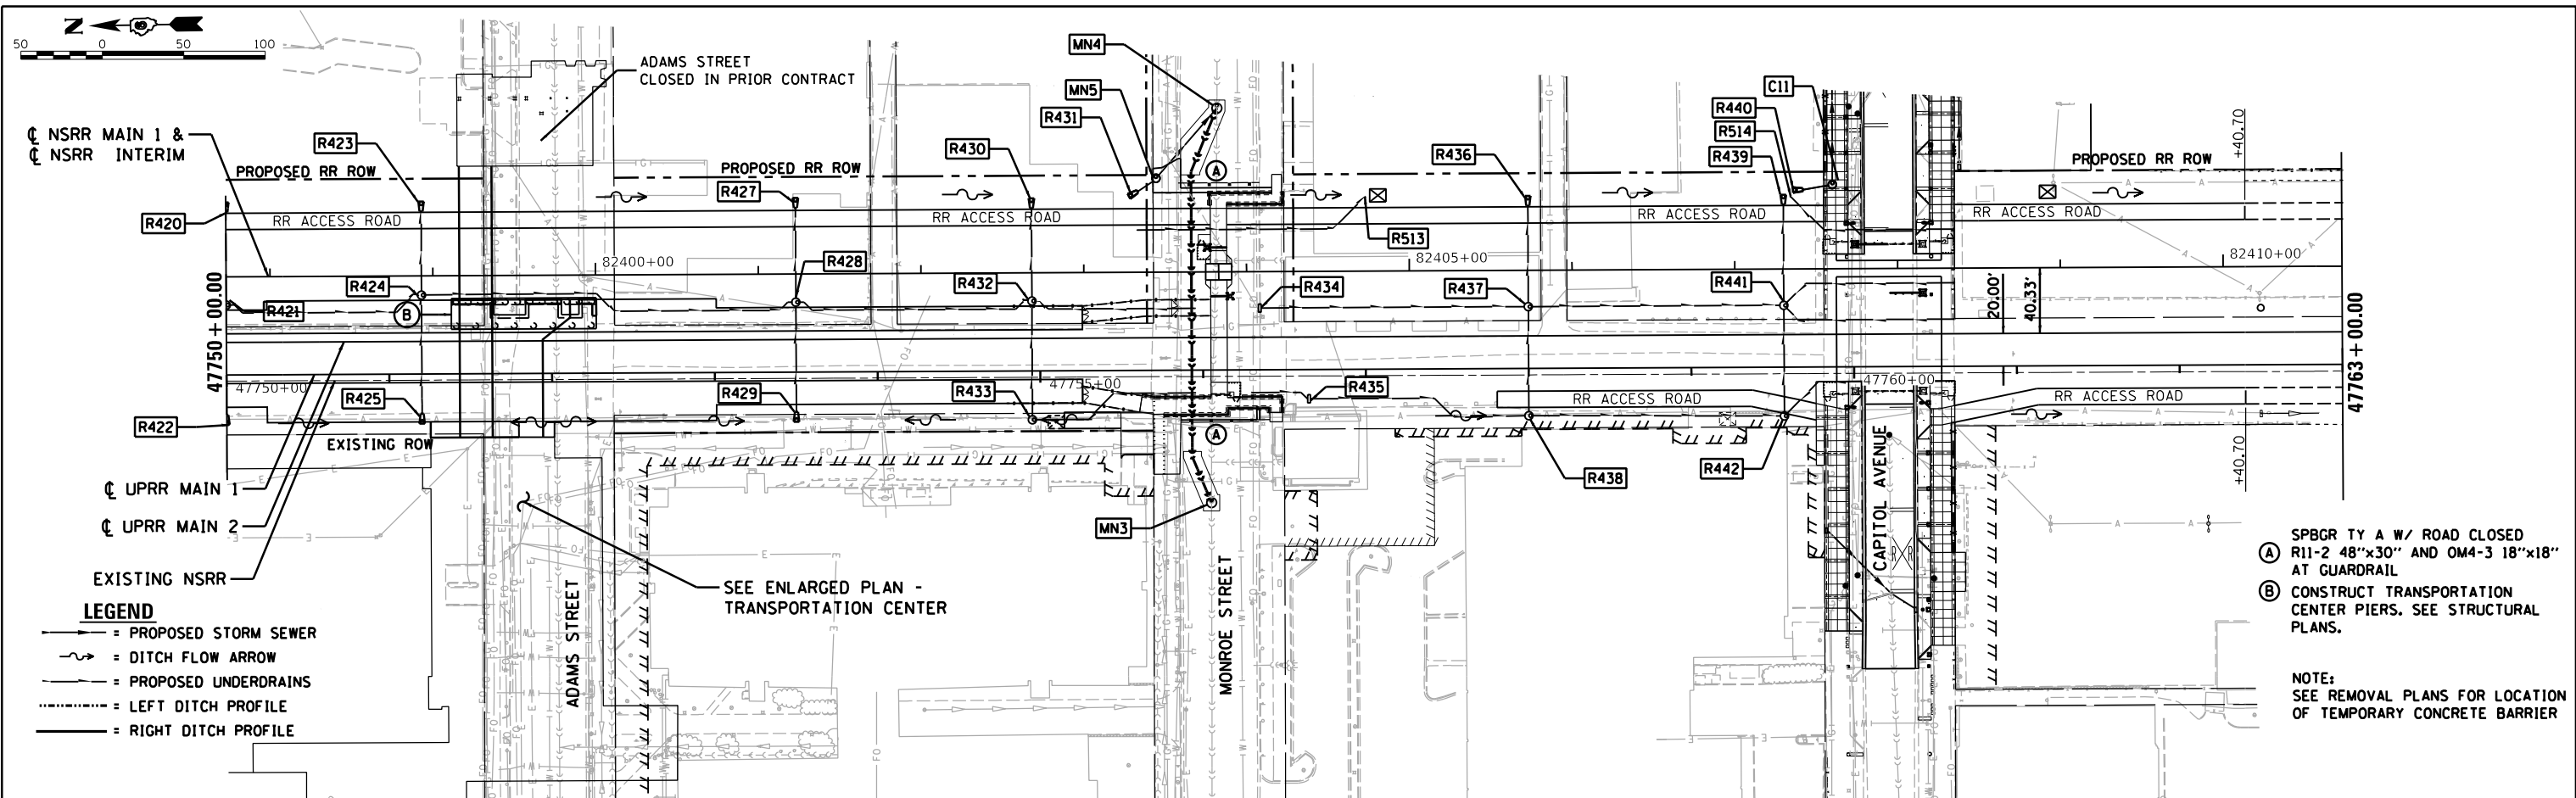 N
50 0 50 100
ADAMS STREET
CLOSED IN PRIOR CONTRACT
MN4
MN5
R431
C11
R440
R514
R439
℄ NSRR MAIN 1 &
℄ NSRR INTERIM
R423
R430
R436
PROPOSED RR ROW
PROPOSED RR ROW
PROPOSED RR ROW
+40.70
R427
A
R420
RR ACCESS ROAD
RR ACCESS ROAD
RR ACCESS ROAD
RR ACCESS ROAD
R513
82400+00
82405+00
82410+00
R428
R424
R432
R434
R437
R441
R421
B
20.00'
40.33'
47750+00.00
47763+00.00
47750+00
47755+00
47760+00
R425
R429
R433
R435
RR ACCESS ROAD
RR ACCESS ROAD
R422
EXISTING ROW
A
R442
R438
+40.70
℄ UPRR MAIN 1
℄ UPRR MAIN 2
EXISTING NSRR
MN3
SEE ENLARGED PLAN -
TRANSPORTATION CENTER
ADAMS STREET
MONROE STREET
CAPITOL AVENUE
RXR
LEGEND
= PROPOSED STORM SEWER
= DITCH FLOW ARROW
= PROPOSED UNDERDRAINS
= LEFT DITCH PROFILE
= RIGHT DITCH PROFILE
A SPBGR TY A W/ ROAD CLOSED
R11-2 48"x30" AND OM4-3 18"x18"
AT GUARDRAIL
B CONSTRUCT TRANSPORTATION
CENTER PIERS. SEE STRUCTURAL
PLANS.
NOTE:
SEE REMOVAL PLANS FOR LOCATION
OF TEMPORARY CONCRETE BARRIER